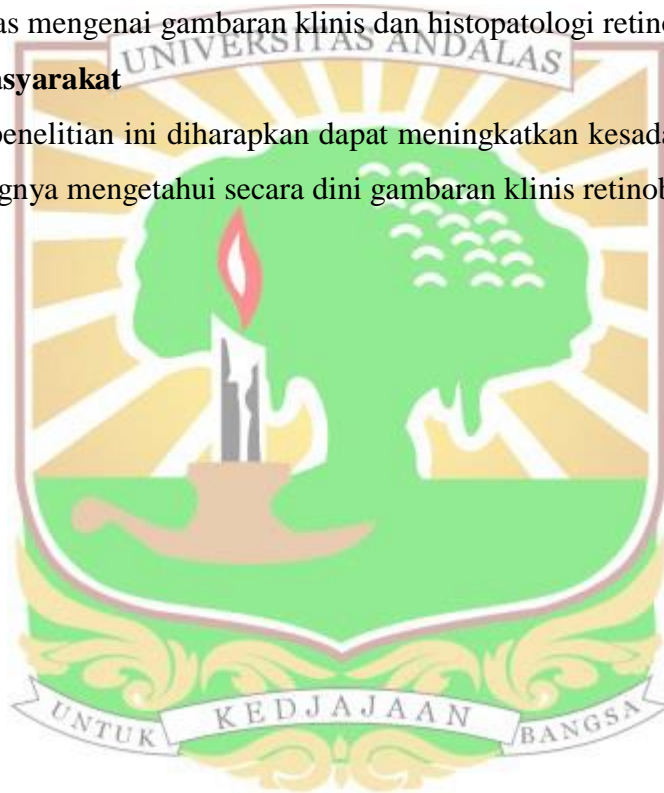 as mengenai gambaran klinis dan histopatologi retino
UNIVERSITAS ANDALAS
asyarakat
penelitian ini diharapkan dapat meningkatkan kesada
gnya mengetahui secara dini gambaran klinis retinob
UNTUK KEDJAJAAN BANGSA